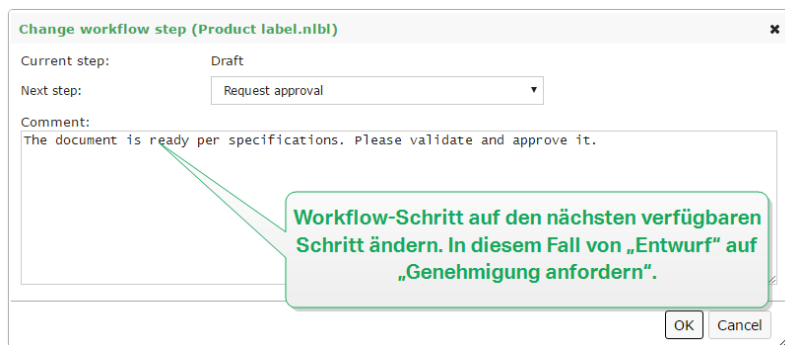 Change workflow step (Product label.nlbl)
Current step: Draft
Next step: Request approval
Comment:
The document is ready per specifications. Please validate and approve it.
Workflow-Schritt auf den nächsten verfügbaren
Schritt ändern. In diesem Fall von „Entwurf“ auf
„Genehmigung anfordern“.
OK Cancel